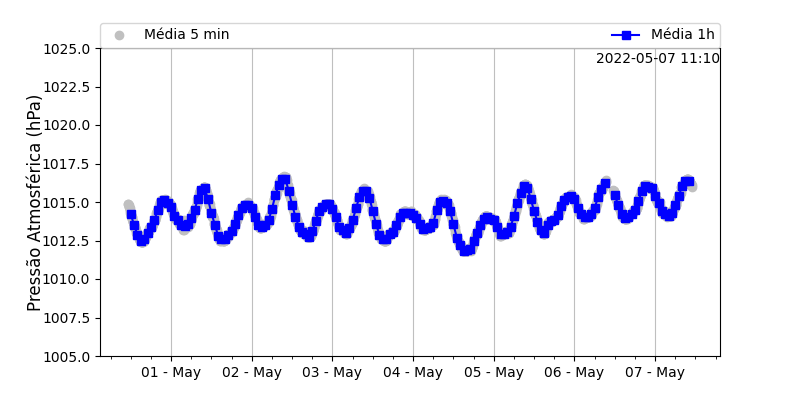 Média 5 min
Média 1h
2022-05-07 11:10
Pressão Atmosférica (hPa)
1025.0
1022.5
1020.0
1017.5
1015.0
1012.5
1010.0
1007.5
1005.0
01 - May
02 - May
03 - May
04 - May
05 - May
06 - May
07 - May